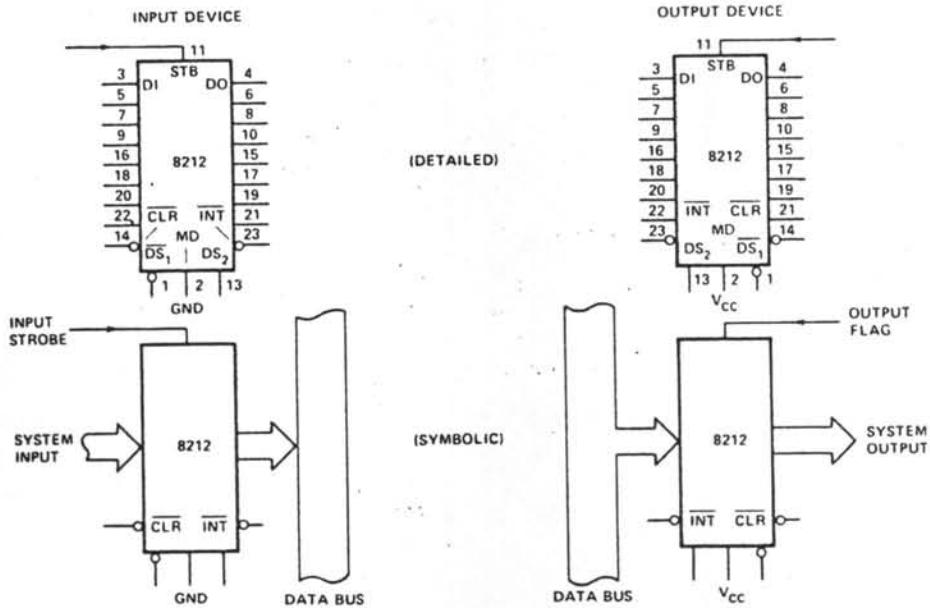 INPUT DEVICE
OUTPUT DEVICE
11
STB
3 DI DO 4
5 6
7 8
9 10
16 8212 15
18 17
20 19
22 CLR INT 21
14 DS1 MD DS2 23
1 2 13
GND
(DETAILED)
11
STB
3 DI DO 4
5 6
7 8
9 10
16 8212 15
18 17
20 19
22 INT CLR 21
23 DS2 MD DS1 14
13 2 1
VCC
INPUT
STROBE
OUTPUT
FLAG
SYSTEM
INPUT
8212
(SYMBOLIC)
8212
SYSTEM
OUTPUT
CLR INT
INT CLR
GND
DATA BUS
DATA BUS
VCC